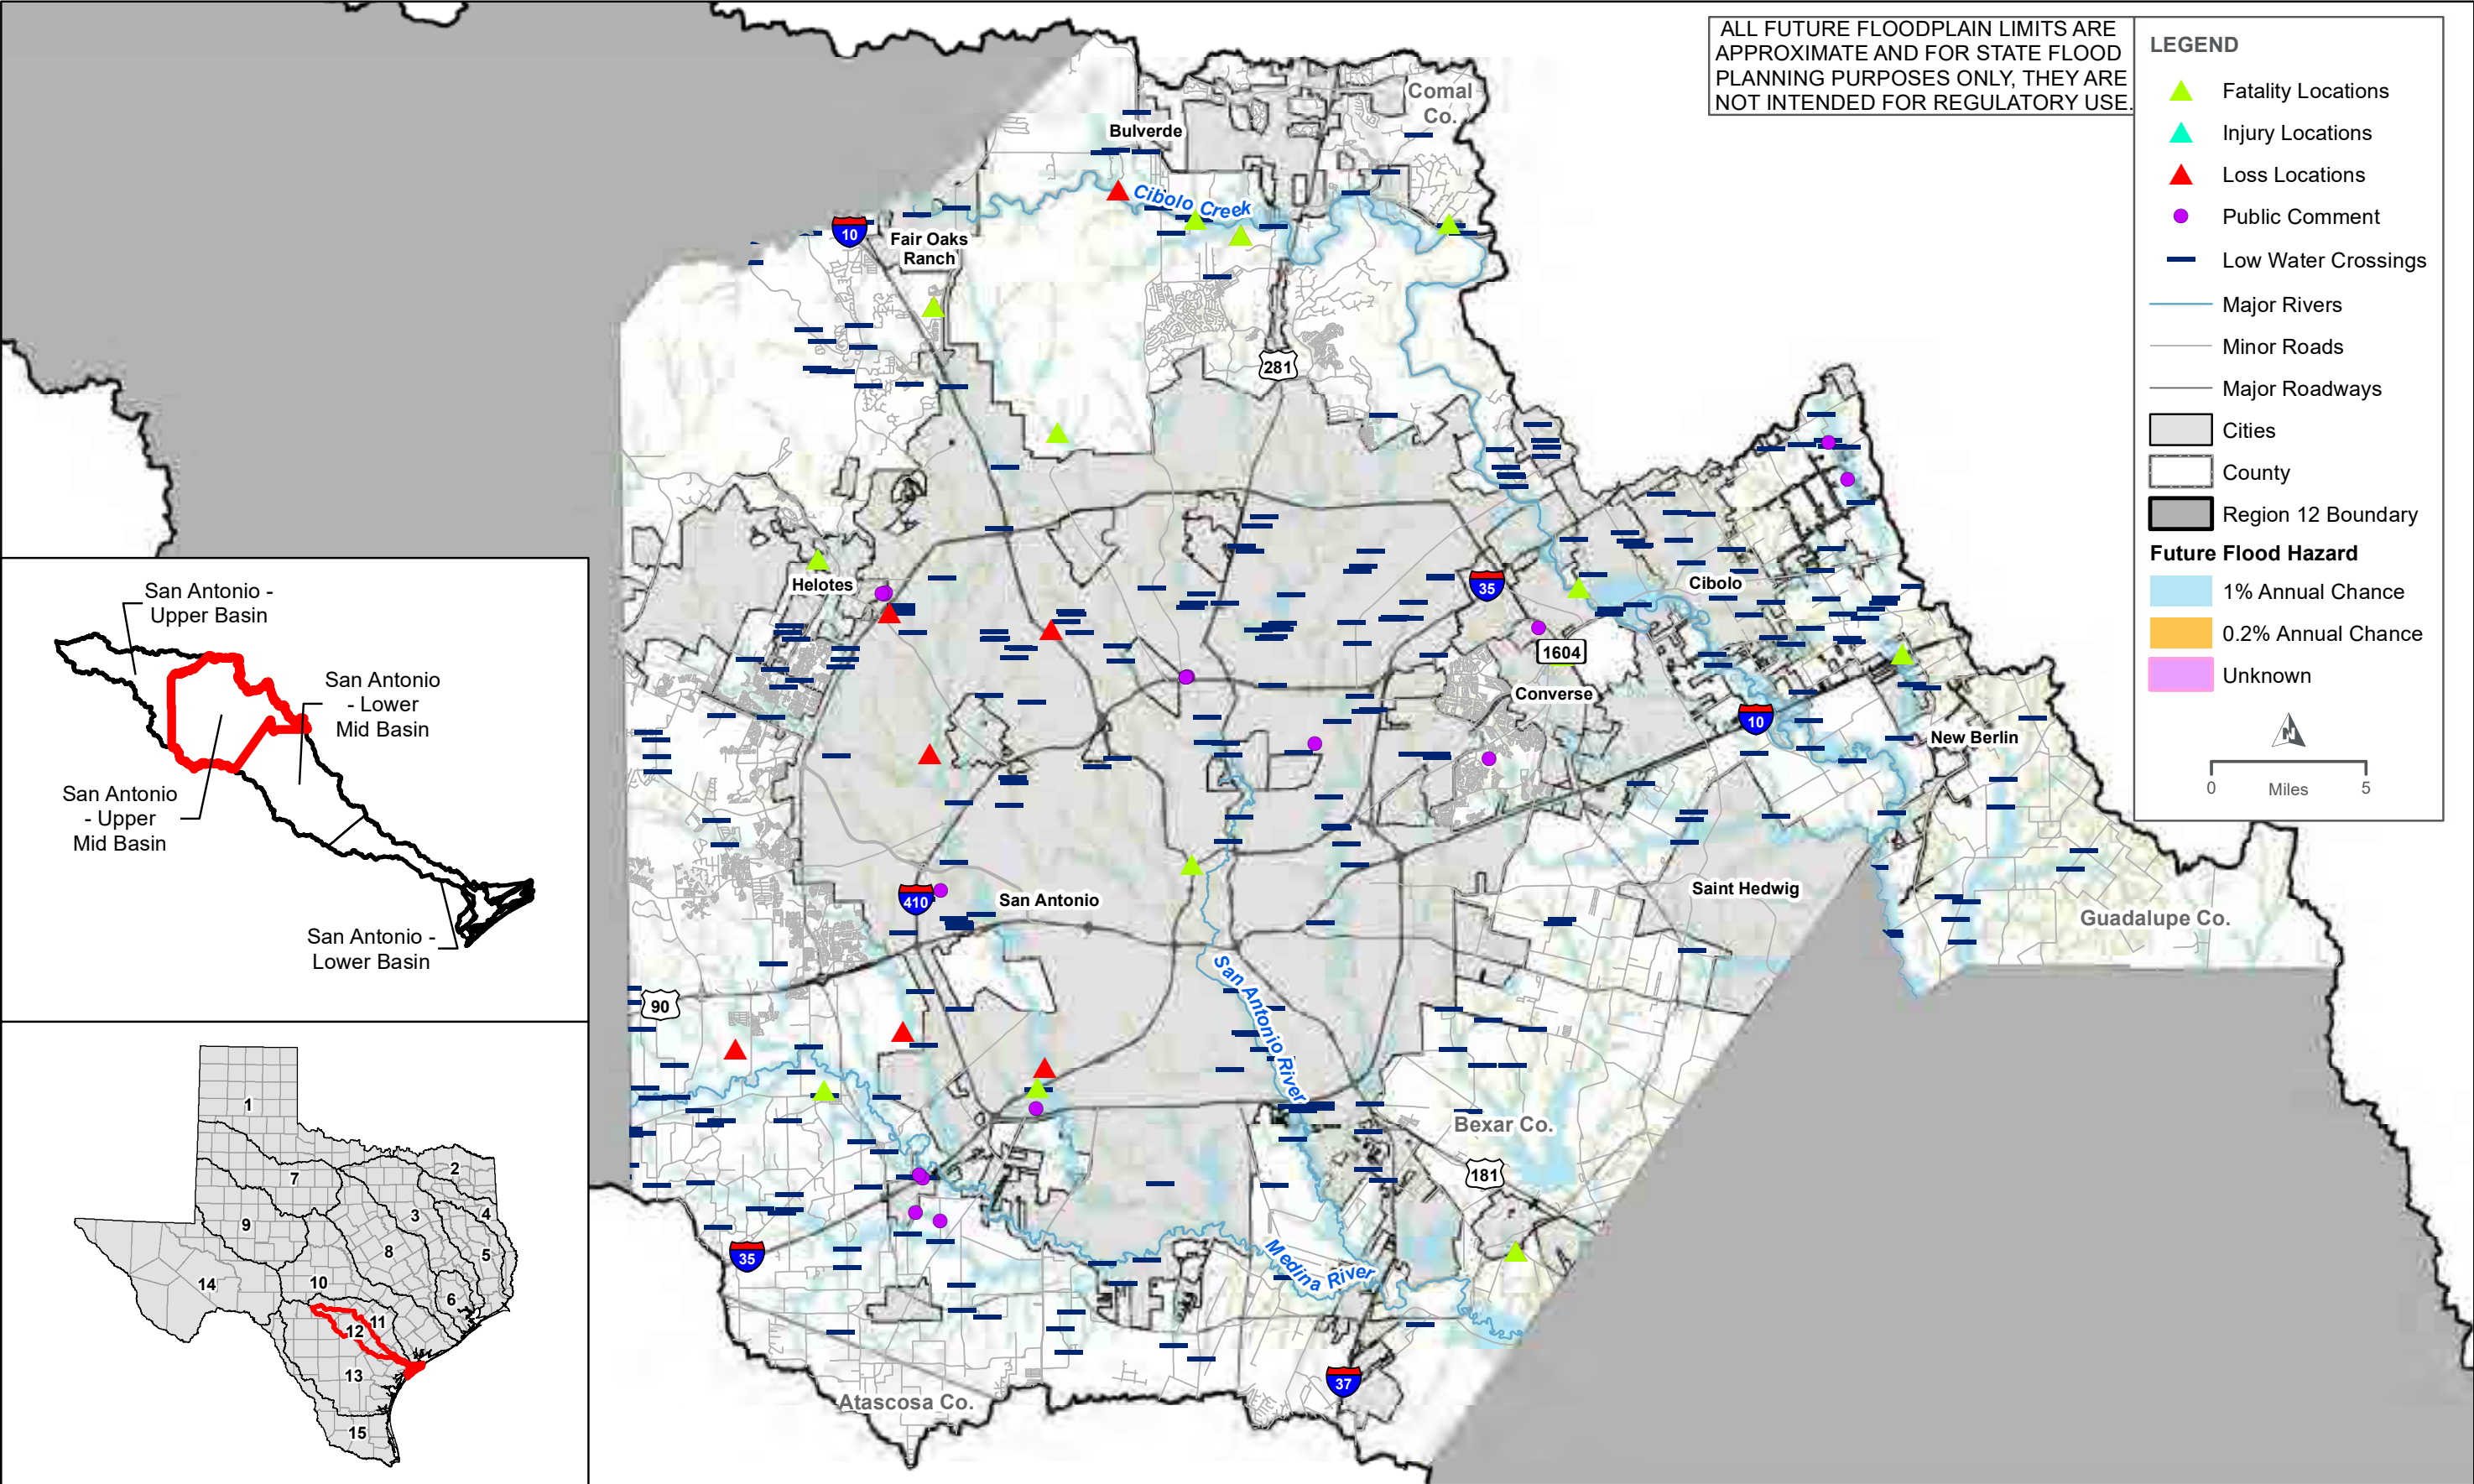 ALL FUTURE FLOODPLAIN LIMITS ARE
APPROXIMATE AND FOR STATE FLOOD
PLANNING PURPOSES ONLY, THEY ARE
NOT INTENDED FOR REGULATORY USE.
LEGEND
Fatality Locations
Injury Locations
Loss Locations
Public Comment
Low Water Crossings
Major Rivers
Minor Roads
Major Roadways
Cities
County
Region 12 Boundary
Future Flood Hazard
1% Annual Chance
0.2% Annual Chance
Unknown
N
0 Miles 5
Comal
Co.
Bulverde
Cibolo Creek
10
Fair Oaks
Ranch
281
Helotes
35
Cibolo
1604
Converse
10
New Berlin
410
San Antonio
Saint Hedwig
Guadalupe Co.
90
San Antonio River
Bexar Co.
181
35
Medina River
37
Atascosa Co.
San Antonio -
Upper Basin
San Antonio
- Lower
Mid Basin
San Antonio
- Upper
Mid Basin
San Antonio -
Lower Basin
1
2
7
3
4
9
8
5
14
10
6
11
12
13
15